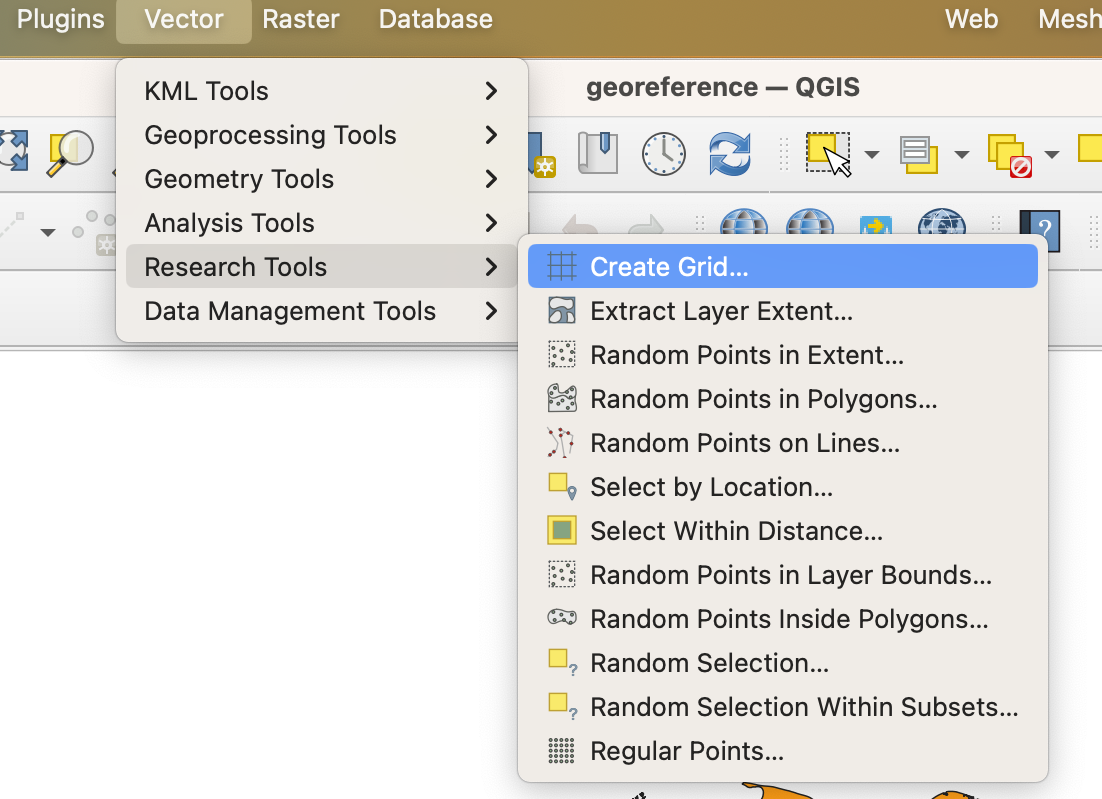 Plugins Vector Raster Database Web Mesh
georeference — QGIS
KML Tools
Geoprocessing Tools
Geometry Tools
Analysis Tools
Research Tools
Data Management Tools
?
Create Grid...
Extract Layer Extent...
Random Points in Extent...
Random Points in Polygons...
Random Points on Lines...
Select by Location...
Select Within Distance...
Random Points in Layer Bounds...
Random Points Inside Polygons...
? Random Selection...
? Random Selection Within Subsets...
Regular Points...